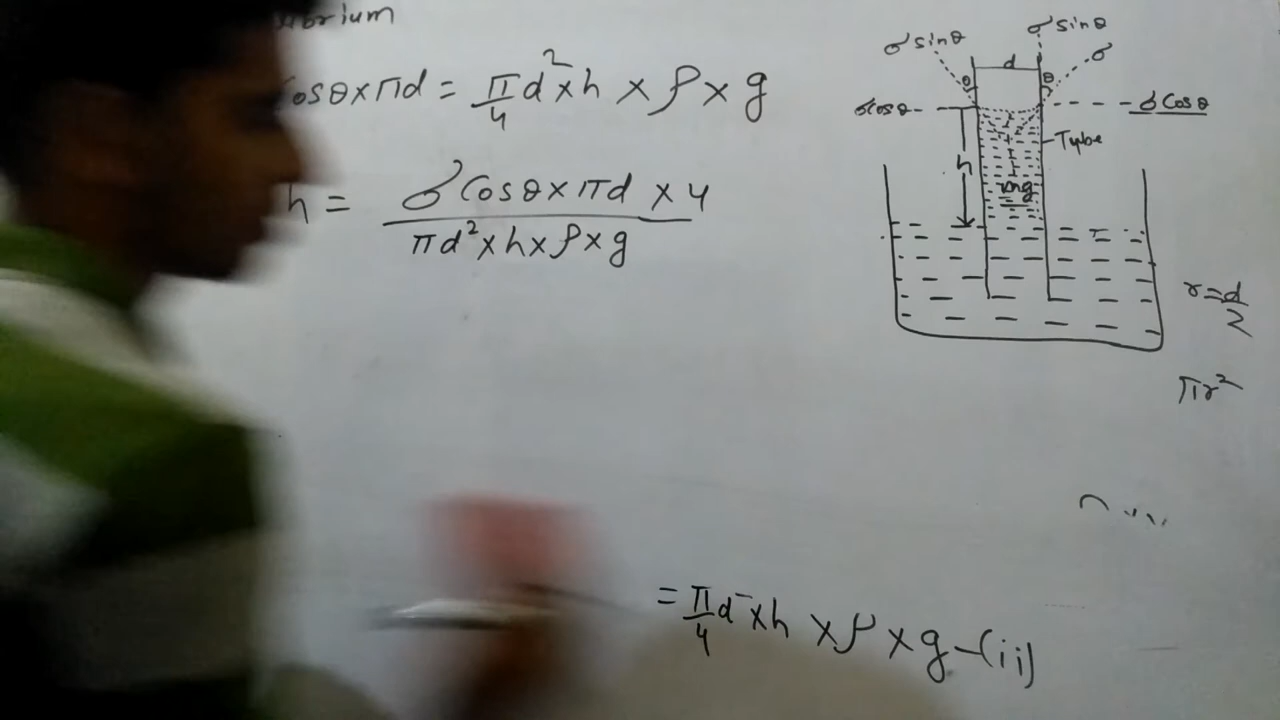 σ Cosθ×πd = π/4 d²×h × ρ × g
h = σ Cosθ×πd × 4 / πd²×h×ρ×g
σ sinθ
σ sinθ
d
θ
θ
σ
σcosθ
σ Cosθ
Tube
h
mg
r = d/2
πr²
= π/4 d²×h × ρ × g - (ii)